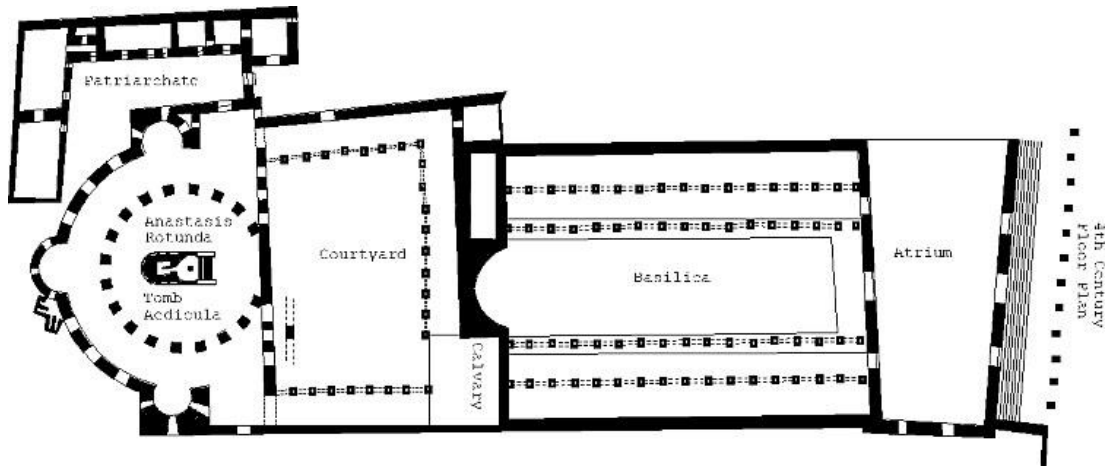 Patriarchate
Anastasis
Rotunda
Tomb
Aedicula
Courtyard
Calvary
Basilica
Atrium
4th Century
Floor Plan